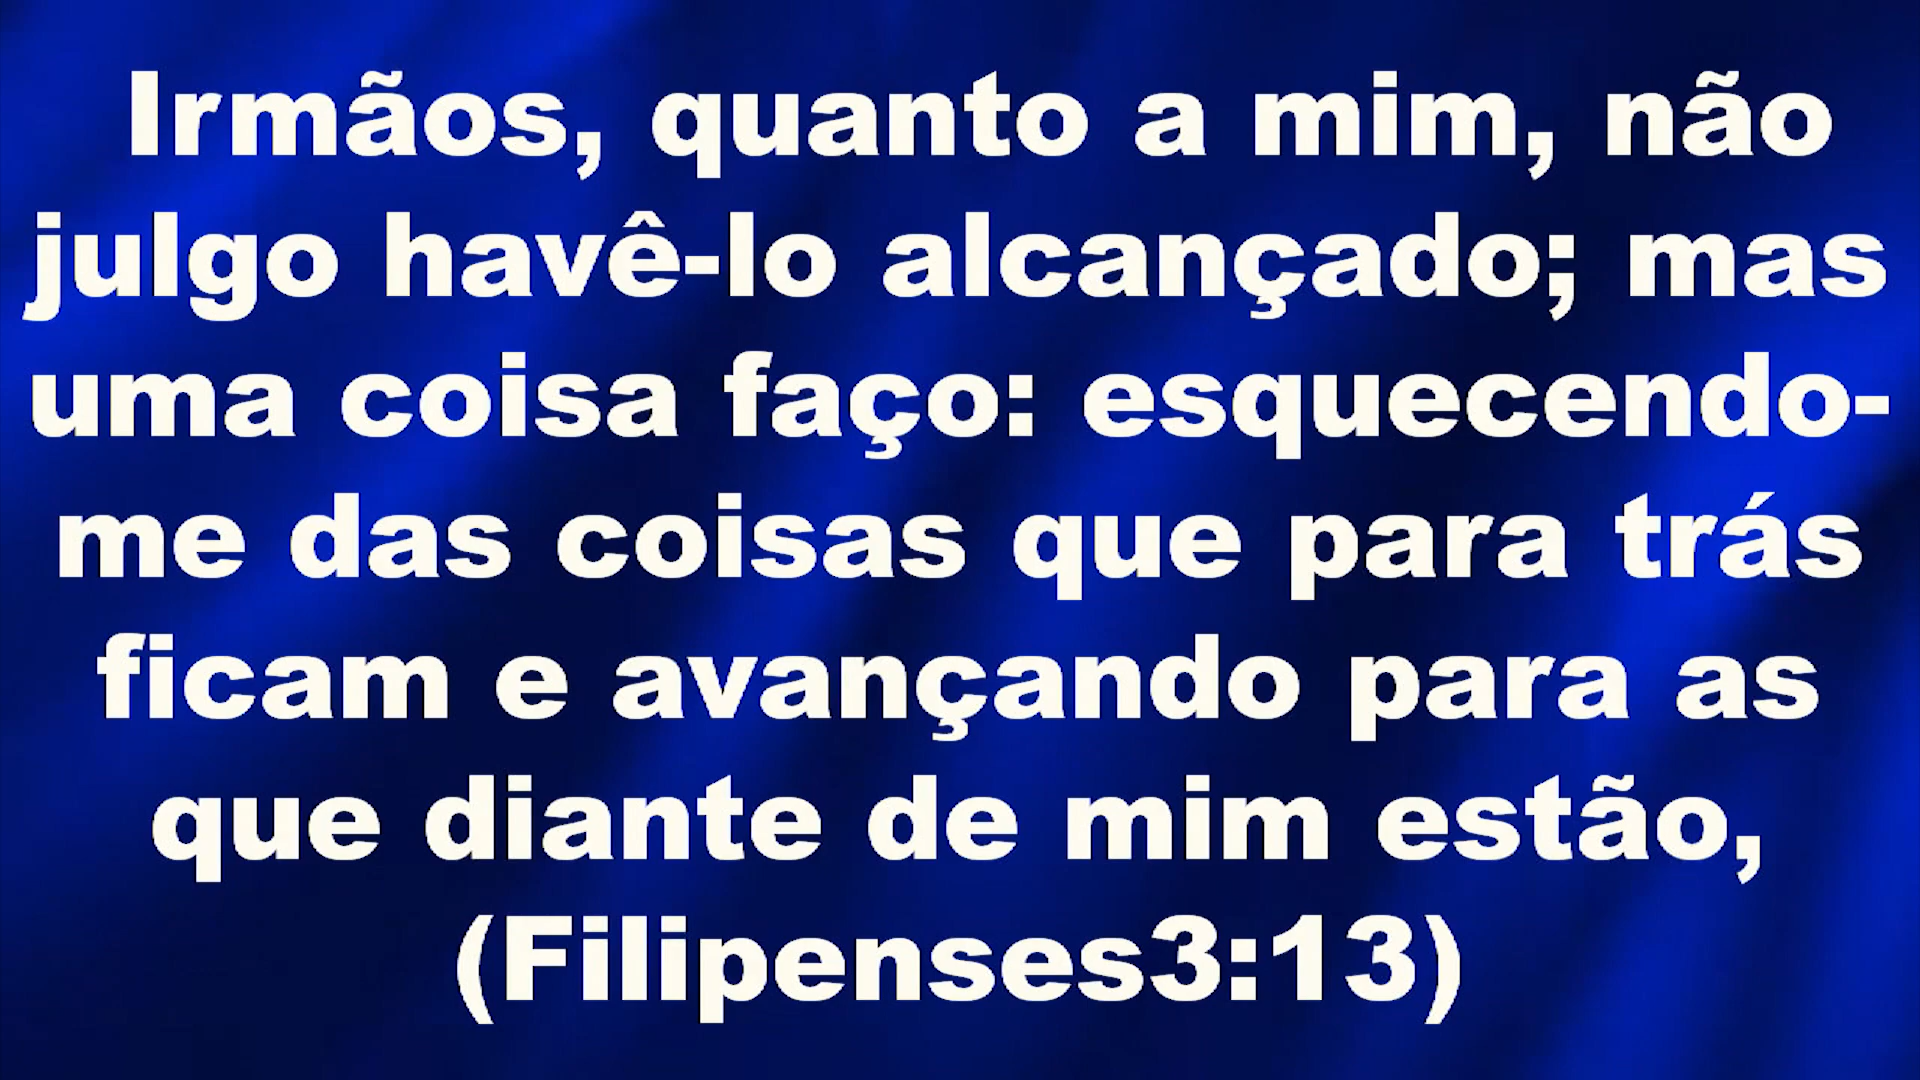 Irmãos, quanto a mim, não
julgo havê-lo alcançado; mas
uma coisa faço: esquecendo-
me das coisas que para trás
ficam e avançando para as
que diante de mim estão,
(Filipenses3:13)